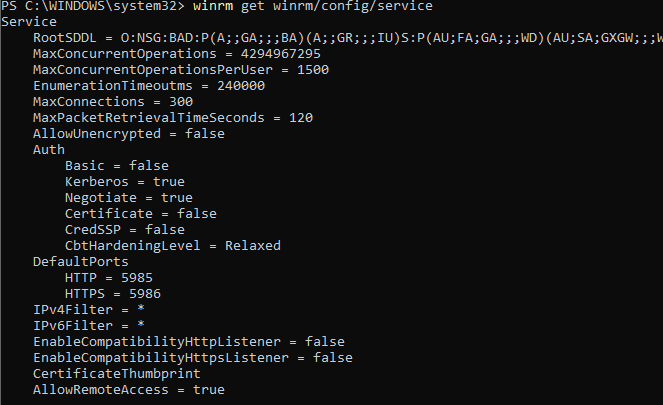 PS C:\WINDOWS\system32> winrm get winrm/config/service
Service
    RootSDDL = O:NSG:BAD:P(A;;GA;;;BA)(A;;GR;;;IU)S:P(AU;FA;GA;;;WD)(AU;SA;GXGW;;;W
    MaxConcurrentOperations = 4294967295
    MaxConcurrentOperationsPerUser = 1500
    EnumerationTimeoutms = 240000
    MaxConnections = 300
    MaxPacketRetrievalTimeSeconds = 120
    AllowUnencrypted = false
    Auth
        Basic = false
        Kerberos = true
        Negotiate = true
        Certificate = false
        CredSSP = false
        CbtHardeningLevel = Relaxed
    DefaultPorts
        HTTP = 5985
        HTTPS = 5986
    IPv4Filter = *
    IPv6Filter = *
    EnableCompatibilityHttpListener = false
    EnableCompatibilityHttpsListener = false
    CertificateThumbprint
    AllowRemoteAccess = true